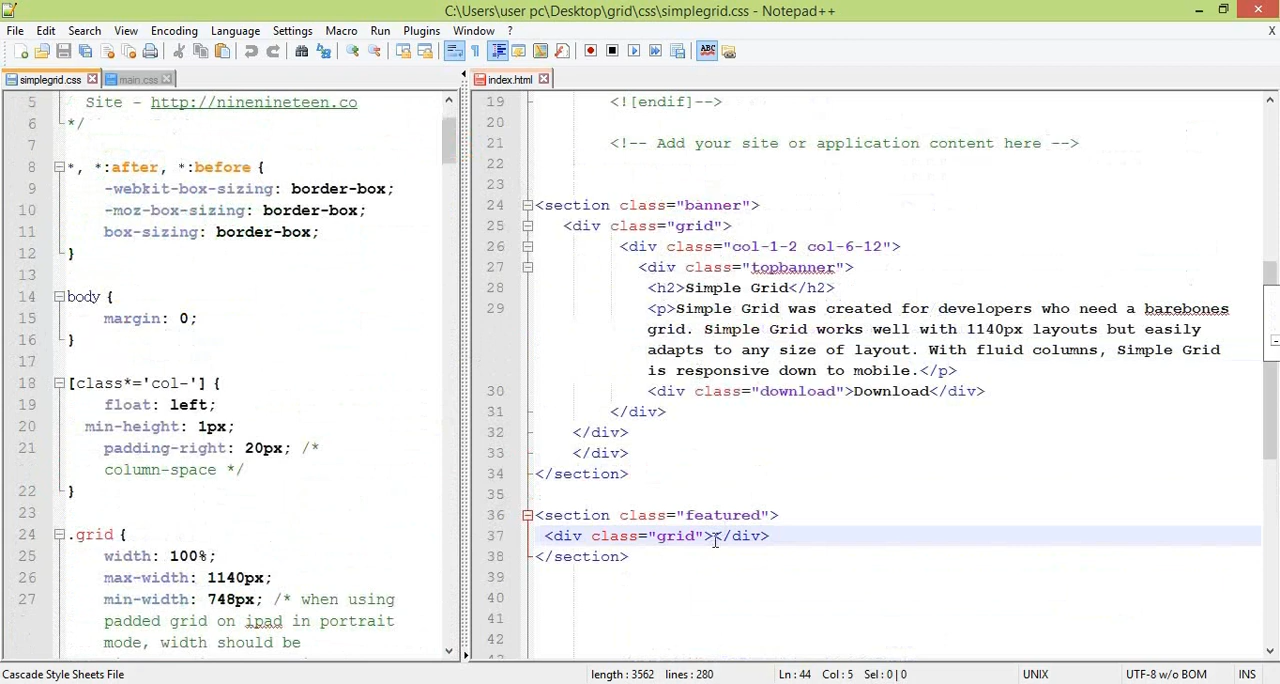 C:\Users\user pc\Desktop\grid\css\simplegrid.css - Notepad++
File Edit Search View Encoding Language Settings Macro Run Plugins Window ? X
simplegrid.css main.css
index.html
5 Site - http://ninenineteen.co
6 */
7
8 *, *:after, *:before {
9 -webkit-box-sizing: border-box;
10 -moz-box-sizing: border-box;
11 box-sizing: border-box;
12 }
13
14 body {
15 margin: 0;
16 }
17
18 [class*='col-'] {
19 float: left;
20 min-height: 1px;
21 padding-right: 20px; /*
column-space */
22 }
23
24 .grid {
25 width: 100%;
26 max-width: 1140px;
27 min-width: 748px; /* when using
padded grid on ipad in portrait
mode, width should be
19 <![endif]-->
20
21 <!-- Add your site or application content here -->
22
23
24 <section class="banner">
25 <div class="grid">
26 <div class="col-1-2 col-6-12">
27 <div class="topbanner">
28 <h2>Simple Grid</h2>
29 <p>Simple Grid was created for developers who need a barebones
grid. Simple Grid works well with 1140px layouts but easily
adapts to any size of layout. With fluid columns, Simple Grid
is responsive down to mobile.</p>
30 <div class="download">Download</div>
31 </div>
32 </div>
33 </div>
34 </section>
35
36 <section class="featured">
37 <div class="grid"></div>
38 </section>
39
40
41
42
Cascade Style Sheets File length : 3562 lines : 280 Ln : 44 Col : 5 Sel : 0 | 0 UNIX UTF-8 w/o BOM INS